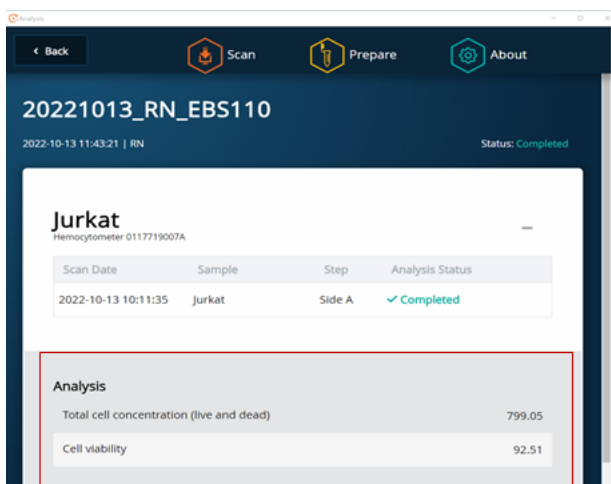 Analysis
‹ Back Scan Prepare About
20221013_RN_EBS110
2022-10-13 11:43:21 | RN Status: Completed
Jurkat
Hemocytometer 0117719007A
Scan Date Sample Step Analysis Status
2022-10-13 10:11:35 Jurkat Side A ✓ Completed
Analysis
Total cell concentration (live and dead) 799.05
Cell viability 92.51